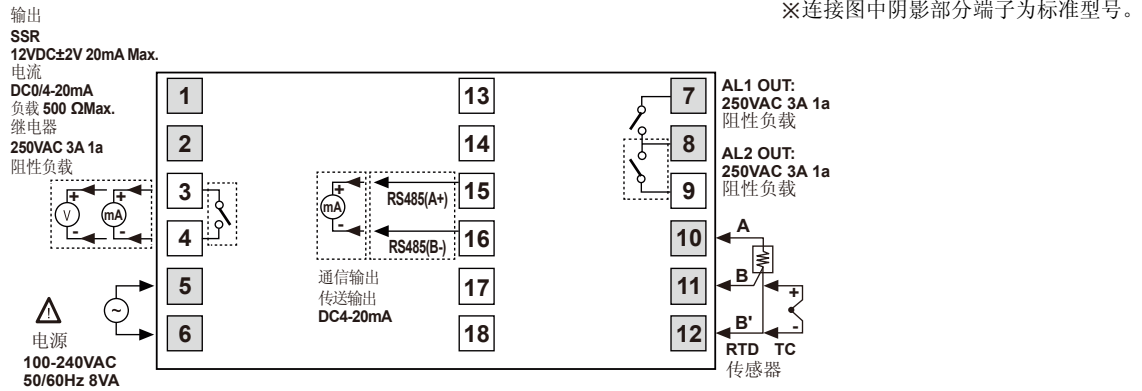 ※连接图中阴影部分端子为标准型号。
输出
SSR
12VDC±2V 20mA Max.
电流
DC0/4-20mA
负载 500 ΩMax.
继电器
250VAC 3A 1a
阻性负载
V
+
-
mA
+
-
1
2
3
4
5
6
~
电源
100-240VAC
50/60Hz 8VA
mA
+
-
RS485(A+)
RS485(B-)
通信输出
传送输出
DC4-20mA
13
14
15
16
17
18
7
8
9
10
11
12
AL1 OUT:
250VAC 3A 1a
阻性负载
AL2 OUT:
250VAC 3A 1a
阻性负载
A
B
B'
+
-
RTD TC
传感器